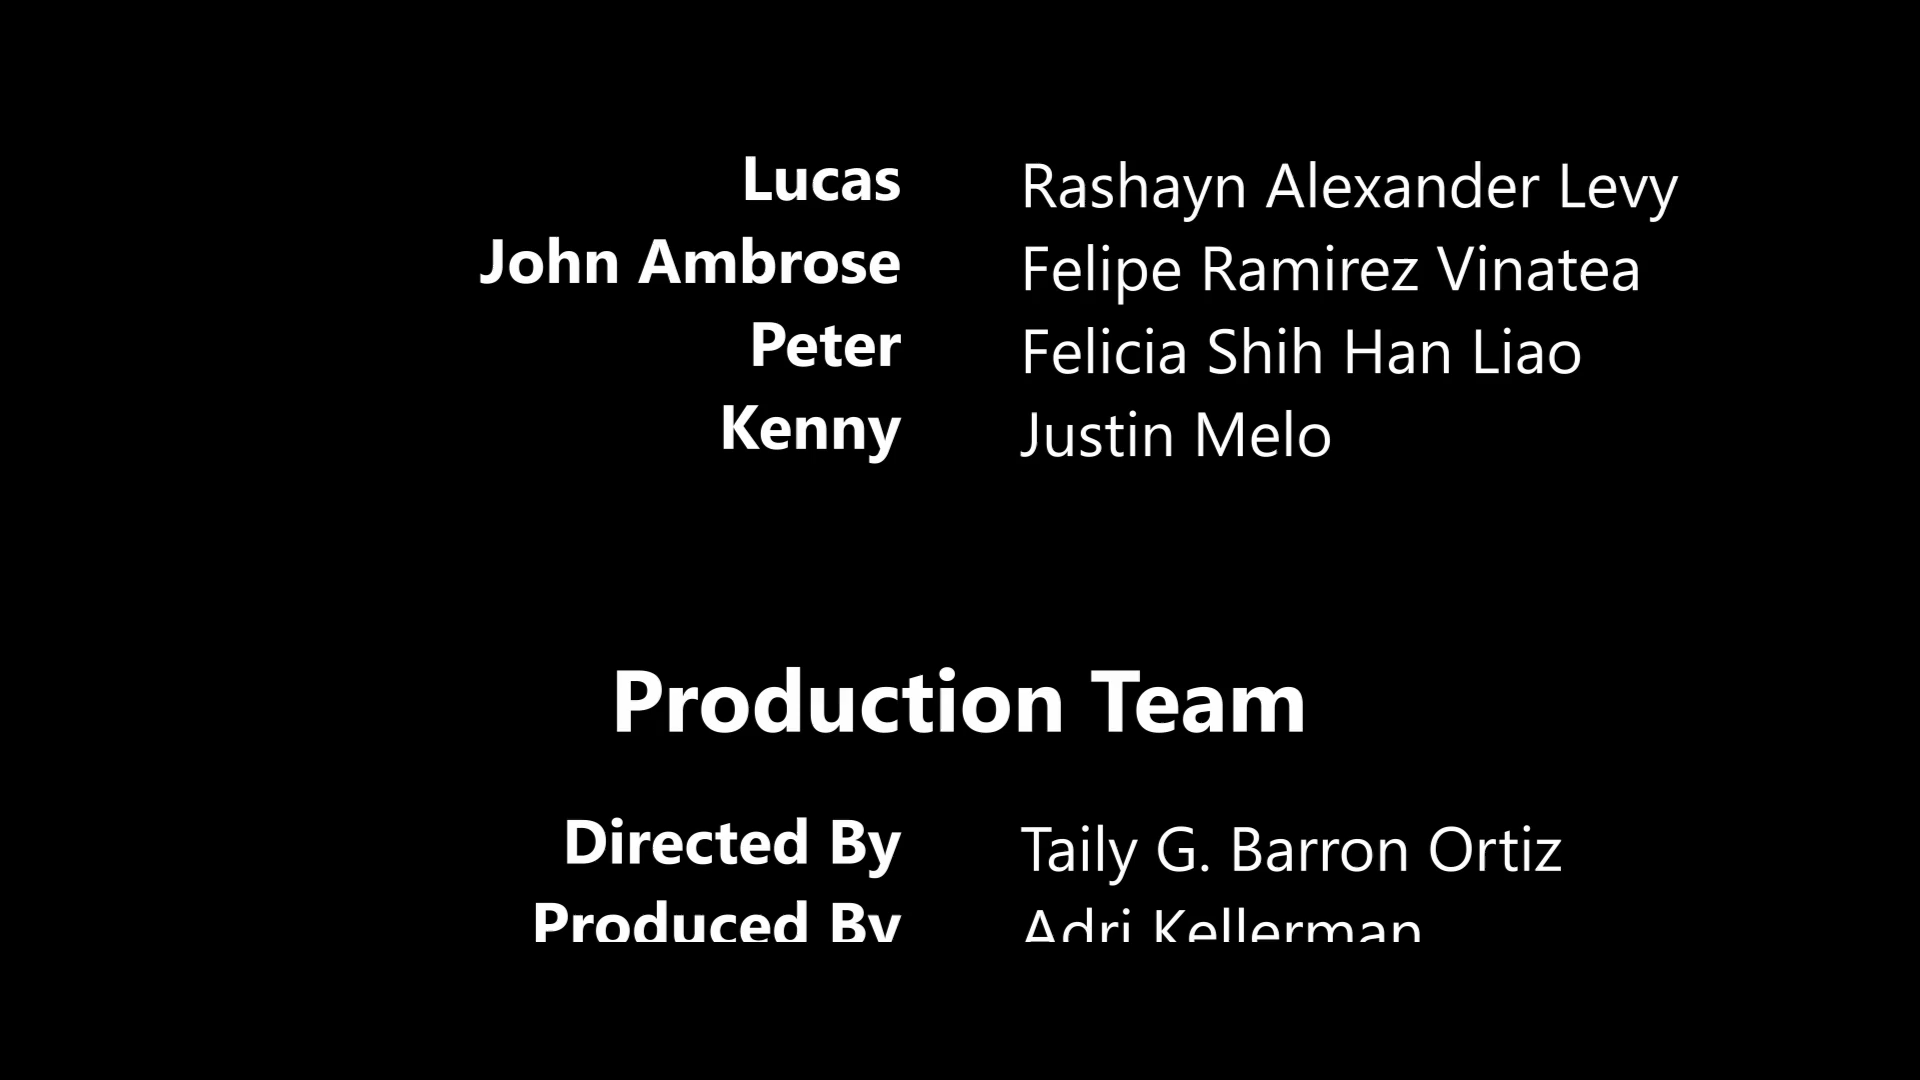 Lucas Rashayn Alexander Levy
John Ambrose Felipe Ramirez Vinatea
Peter Felicia Shih Han Liao
Kenny Justin Melo
Production Team
Directed By Taily G. Barron Ortiz
Produced By Adri Kellerman